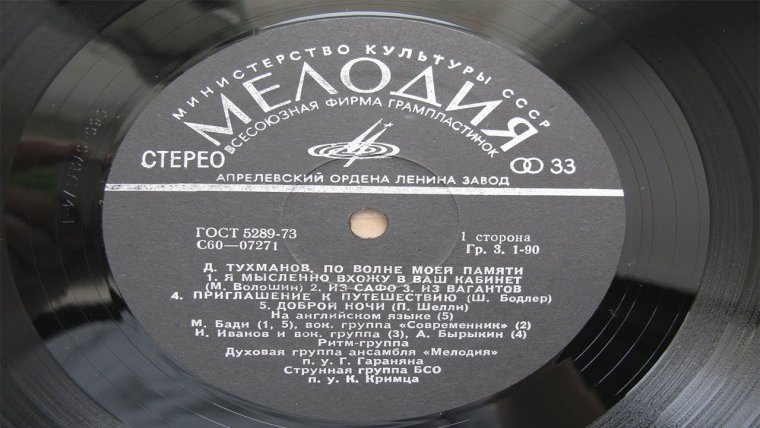 МИНИСТЕРСТВО КУЛЬТУРЫ СССР
МЕЛОДИЯ
ВСЕСОЮЗНАЯ ФИРМА ГРАМПЛАСТИНОК
СТЕРЕО
33
АПРЕЛЕВСКИЙ ОРДЕНА ЛЕНИНА ЗАВОД
ГОСТ 5289-73
С60—07271
1 сторона
Гр. 3. 1-90
Д. ТУХМАНОВ. ПО ВОЛНЕ МОЕЙ ПАМЯТИ
1. Я МЫСЛЕННО ВХОЖУ В ВАШ КАБИНЕТ
(М. Волошин) 2. ИЗ САФО 3. ИЗ ВАГАНТОВ
4. ПРИГЛАШЕНИЕ К ПУТЕШЕСТВИЮ (Ш. Бодлер)
5. ДОБРОЙ НОЧИ (П. Шелли)
На английском языке (5)
М. Бади (1, 5), вок. группа «Современник» (2)
И. Иванов и вок. группа (3), А. Бырыкин (4)
Ритм-группа
Духовая группа ансамбля «Мелодия»
п. у. Г. Гараняна
Струнная группа БСО
п. у. К. Кримца